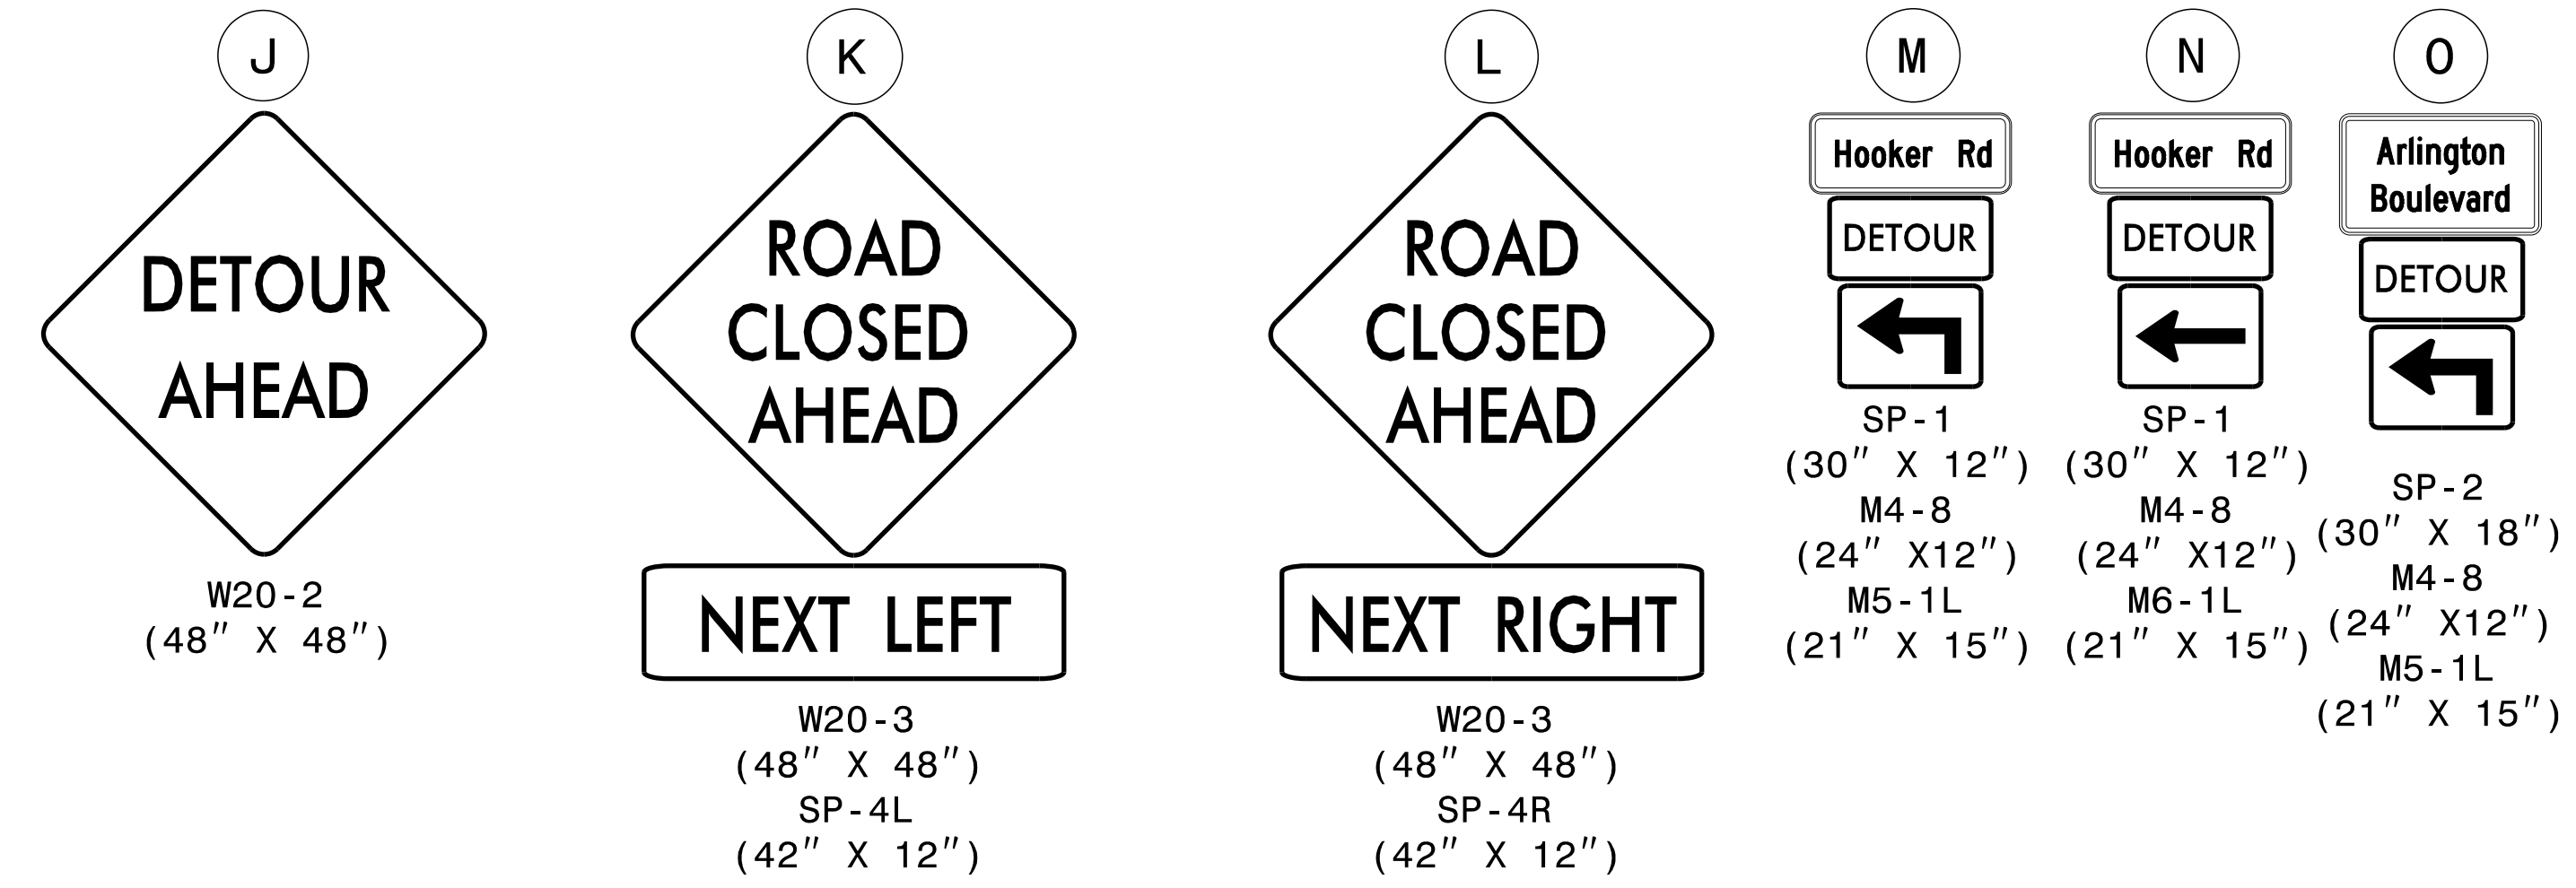 J
DETOUR
AHEAD
W20-2
(48" X 48")
K
ROAD
CLOSED
AHEAD
NEXT LEFT
W20-3
(48" X 48")
SP-4L
(42" X 12")
L
ROAD
CLOSED
AHEAD
NEXT RIGHT
W20-3
(48" X 48")
SP-4R
(42" X 12")
M
Hooker Rd
DETOUR
SP-1
(30" X 12")
M4-8
(24" X12")
M5-1L
(21" X 15")
N
Hooker Rd
DETOUR
SP-1
(30" X 12")
M4-8
(24" X12")
M6-1L
(21" X 15")
O
Arlington
Boulevard
DETOUR
SP-2
(30" X 18")
M4-8
(24" X12")
M5-1L
(21" X 15")